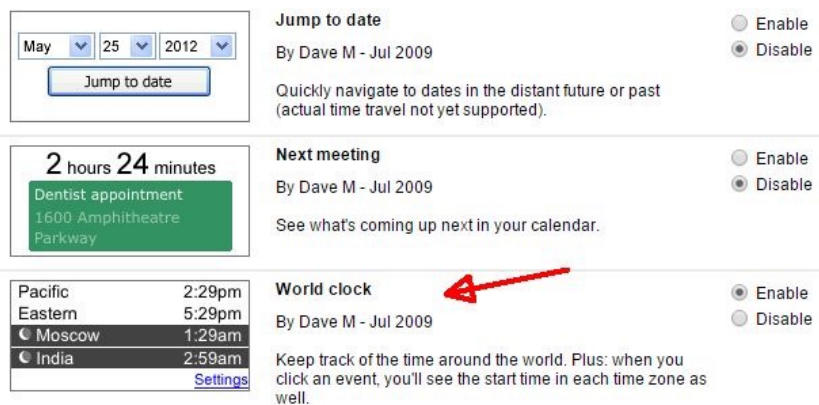 May 25 2012
Jump to date
Jump to date
By Dave M - Jul 2009
Quickly navigate to dates in the distant future or past
(actual time travel not yet supported).
Enable
Disable
2 hours 24 minutes
Dentist appointment
1600 Amphitheatre
Parkway
Next meeting
By Dave M - Jul 2009
See what's coming up next in your calendar.
Enable
Disable
Pacific 2:29pm
Eastern 5:29pm
Moscow 1:29am
India 2:59am
Settings
World clock
By Dave M - Jul 2009
Keep track of the time around the world. Plus: when you
click an event, you'll see the start time in each time zone as
well.
Enable
Disable